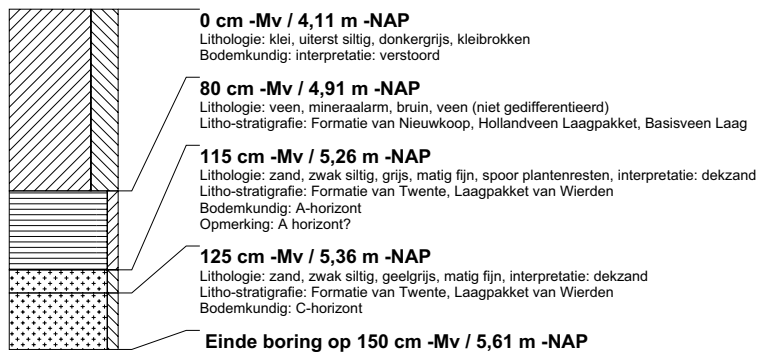 0 cm -Mv / 4,11 m -NAP
Lithologie: klei, uiterst siltig, donkergrijs, kleibrokken
Bodemkundig: interpretatie: verstoord
80 cm -Mv / 4,91 m -NAP
Lithologie: veen, mineraalarm, bruin, veen (niet gedifferentieerd)
Litho-stratigrafie: Formatie van Nieuwkoop, Hollandveen Laagpakket, Basisveen Laag
115 cm -Mv / 5,26 m -NAP
Lithologie: zand, zwak siltig, grijs, matig fijn, spoor plantenresten, interpretatie: dekzand
Litho-stratigrafie: Formatie van Twente, Laagpakket van Wierden
Bodemkundig: A-horizont
Opmerking: A horizont?
125 cm -Mv / 5,36 m -NAP
Lithologie: zand, zwak siltig, geelgrijs, matig fijn, interpretatie: dekzand
Litho-stratigrafie: Formatie van Twente, Laagpakket van Wierden
Bodemkundig: C-horizont
Einde boring op 150 cm -Mv / 5,61 m -NAP